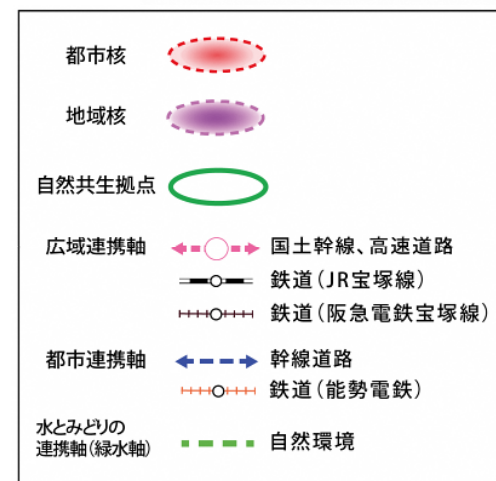 都市核
地域核
自然共生拠点
広域連携軸 国土幹線、高速道路
鉄道(JR宝塚線)
鉄道(阪急電鉄宝塚線)
都市連携軸 幹線道路
鉄道(能勢電鉄)
水とみどりの
連携軸(緑水軸) 自然環境